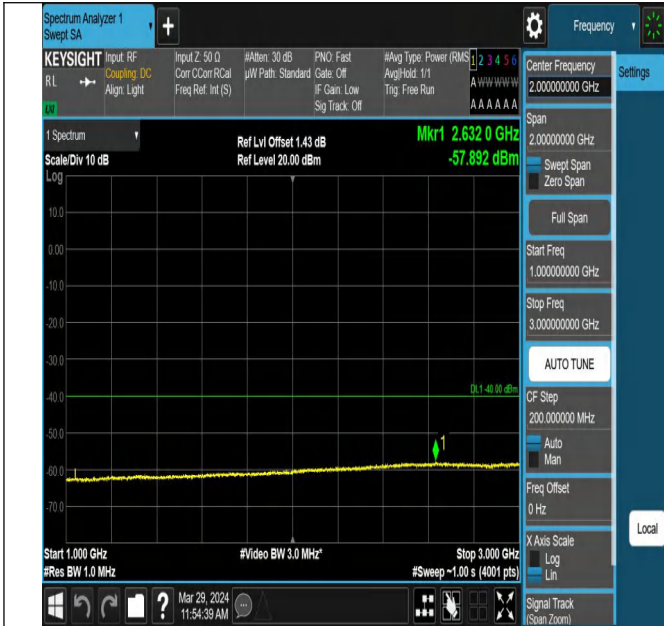 Spectrum Analyzer 1
Swept SA
+
Frequency
KEYSIGHT
RL
LXI
Input: RF
Coupling: DC
Align: Light
Input Z: 50 Ω
Corr CCorr RCal
Freq Ref: Int (S)
#Atten: 30 dB
µW Path: Standard
PNO: Fast
Gate: Off
IF Gain: Low
Sig Track: Off
#Avg Type: Power (RMS
Avg|Hold: 1/1
Trig: Free Run
1 2 3 4 5 6
A W W W W W
A A A A A A
1 Spectrum
Scale/Div 10 dB
Log
Ref Lvl Offset 1.43 dB
Ref Level 20.00 dBm
Mkr1 2.632 0 GHz
-57.892 dBm
10.0
0.00
-10.0
-20.0
-30.0
-40.0
-50.0
-60.0
-70.0
DL1 -40.00 dBm
1
Start 1.000 GHz
#Res BW 1.0 MHz
#Video BW 3.0 MHz*
Stop 3.000 GHz
#Sweep ~1.00 s (4001 pts)
Center Frequency
2.000000000 GHz
Settings
Span
2.00000000 GHz
Swept Span
Zero Span
Full Span
Start Freq
1.000000000 GHz
Stop Freq
3.000000000 GHz
AUTO TUNE
CF Step
200.000000 MHz
Auto
Man
Freq Offset
0 Hz
X Axis Scale
Log
Lin
Local
Signal Track
(Span Zoom)
?
Mar 29, 2024
11:54:39 AM